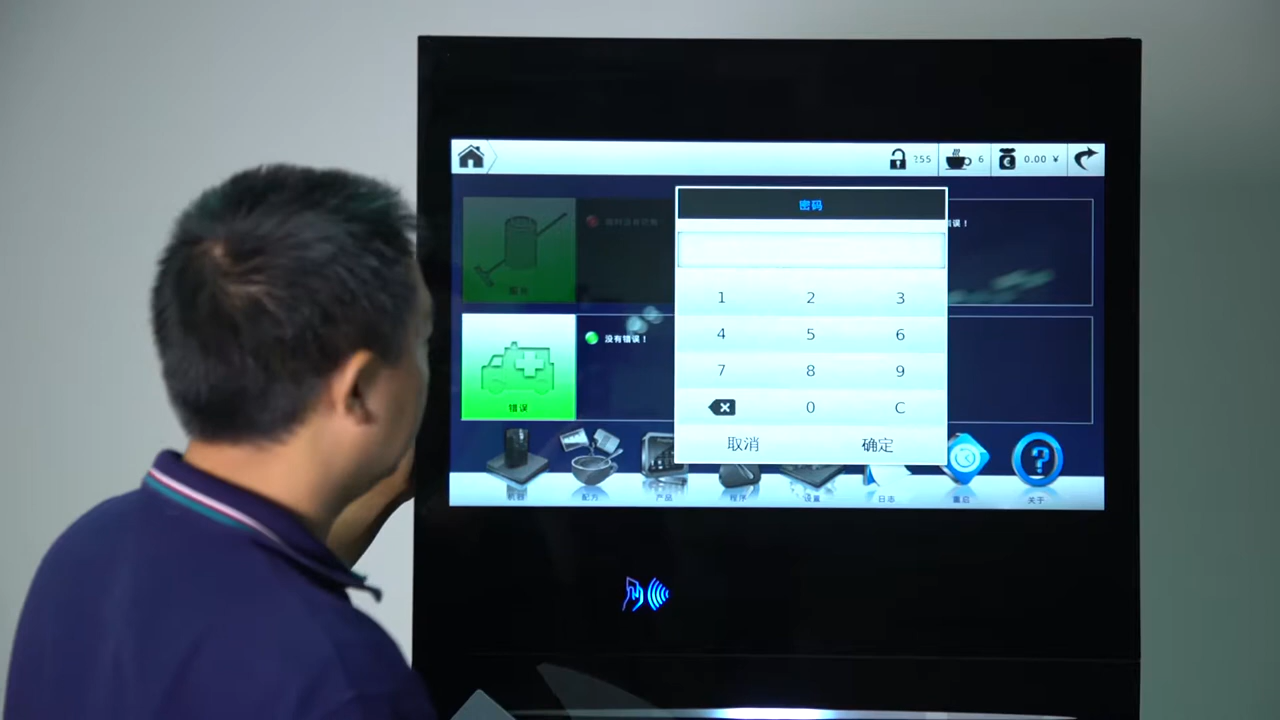 6
0.00 ¥
密码
没有错误！
错误
1 2 3
4 5 6
7 8 9
0 C
取消 确定
机器 配方 产品 程序 设置 日志 重启 关于